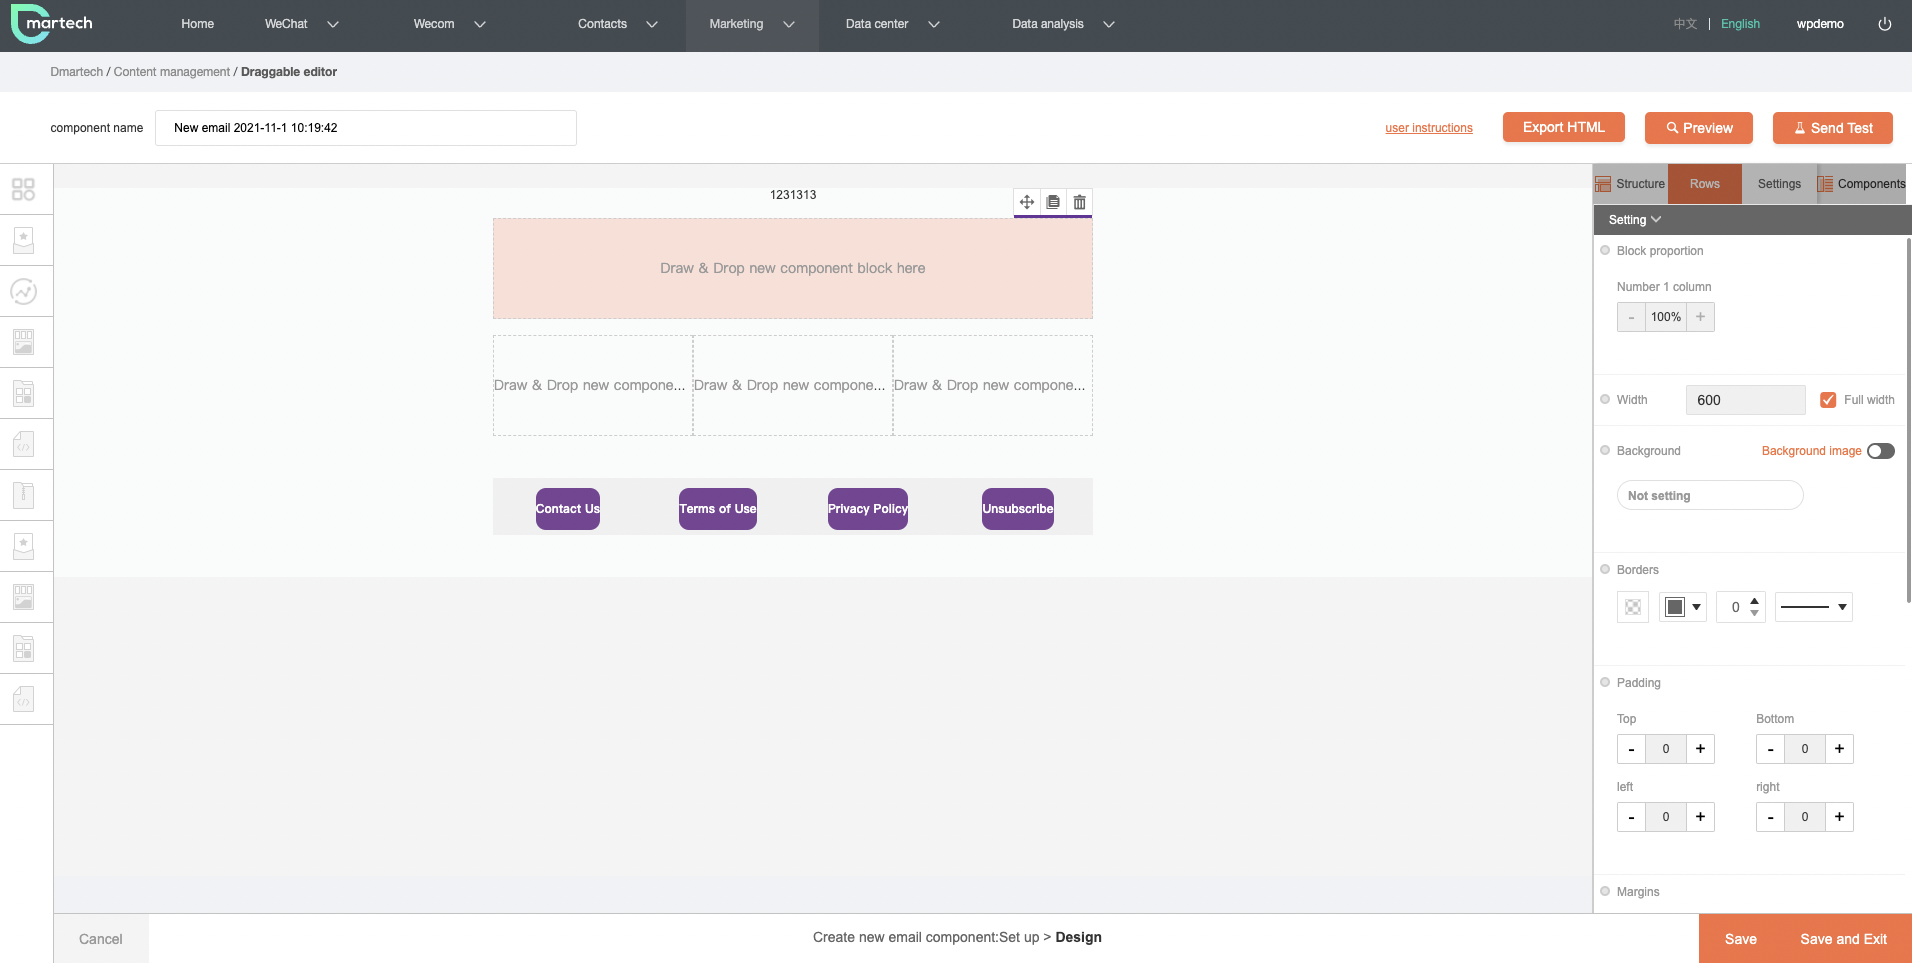 martech
Home
WeChat
Wecom
Contacts
Marketing
Data center
Data analysis
中文 | English
wpdemo
Dmartech / Content management / Draggable editor
component name
New email 2021-11-1 10:19:42
user instructions
Export HTML
Preview
Send Test
1231313
Draw & Drop new component block here
Draw & Drop new compone...
Draw & Drop new compone...
Draw & Drop new compone...
Contact Us
Terms of Use
Privacy Policy
Unsubscribe
Structure
Rows
Settings
Components
Setting
Block proportion
Number 1 column
- 100% +
Width
600
Full width
Background
Background image
Not setting
Borders
0
Padding
Top
Bottom
- 0 +
- 0 +
left
right
- 0 +
- 0 +
Margins
Cancel
Create new email component:Set up > Design
Save
Save and Exit